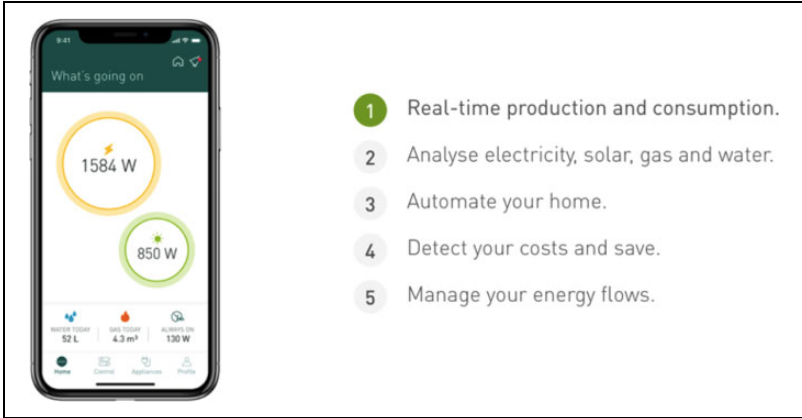 9:41
What's going on
1584 W
850 W
WATER TODAY
52 L
GAS TODAY
4.3 m³
ALWAYS ON
130 W
Home
Control
Appliances
Profile
1 Real-time production and consumption.
2 Analyse electricity, solar, gas and water.
3 Automate your home.
4 Detect your costs and save.
5 Manage your energy flows.